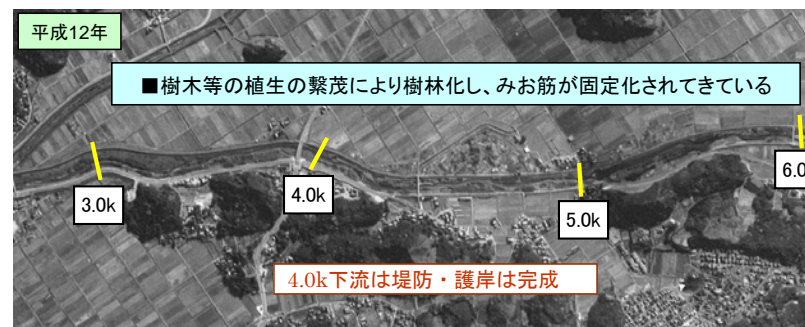 平成12年
■樹木等の植生の繁茂により樹林化し、みお筋が固定化されてきている
3.0k
4.0k
5.0k
6.0
4.0k下流は堤防・護岸は完成